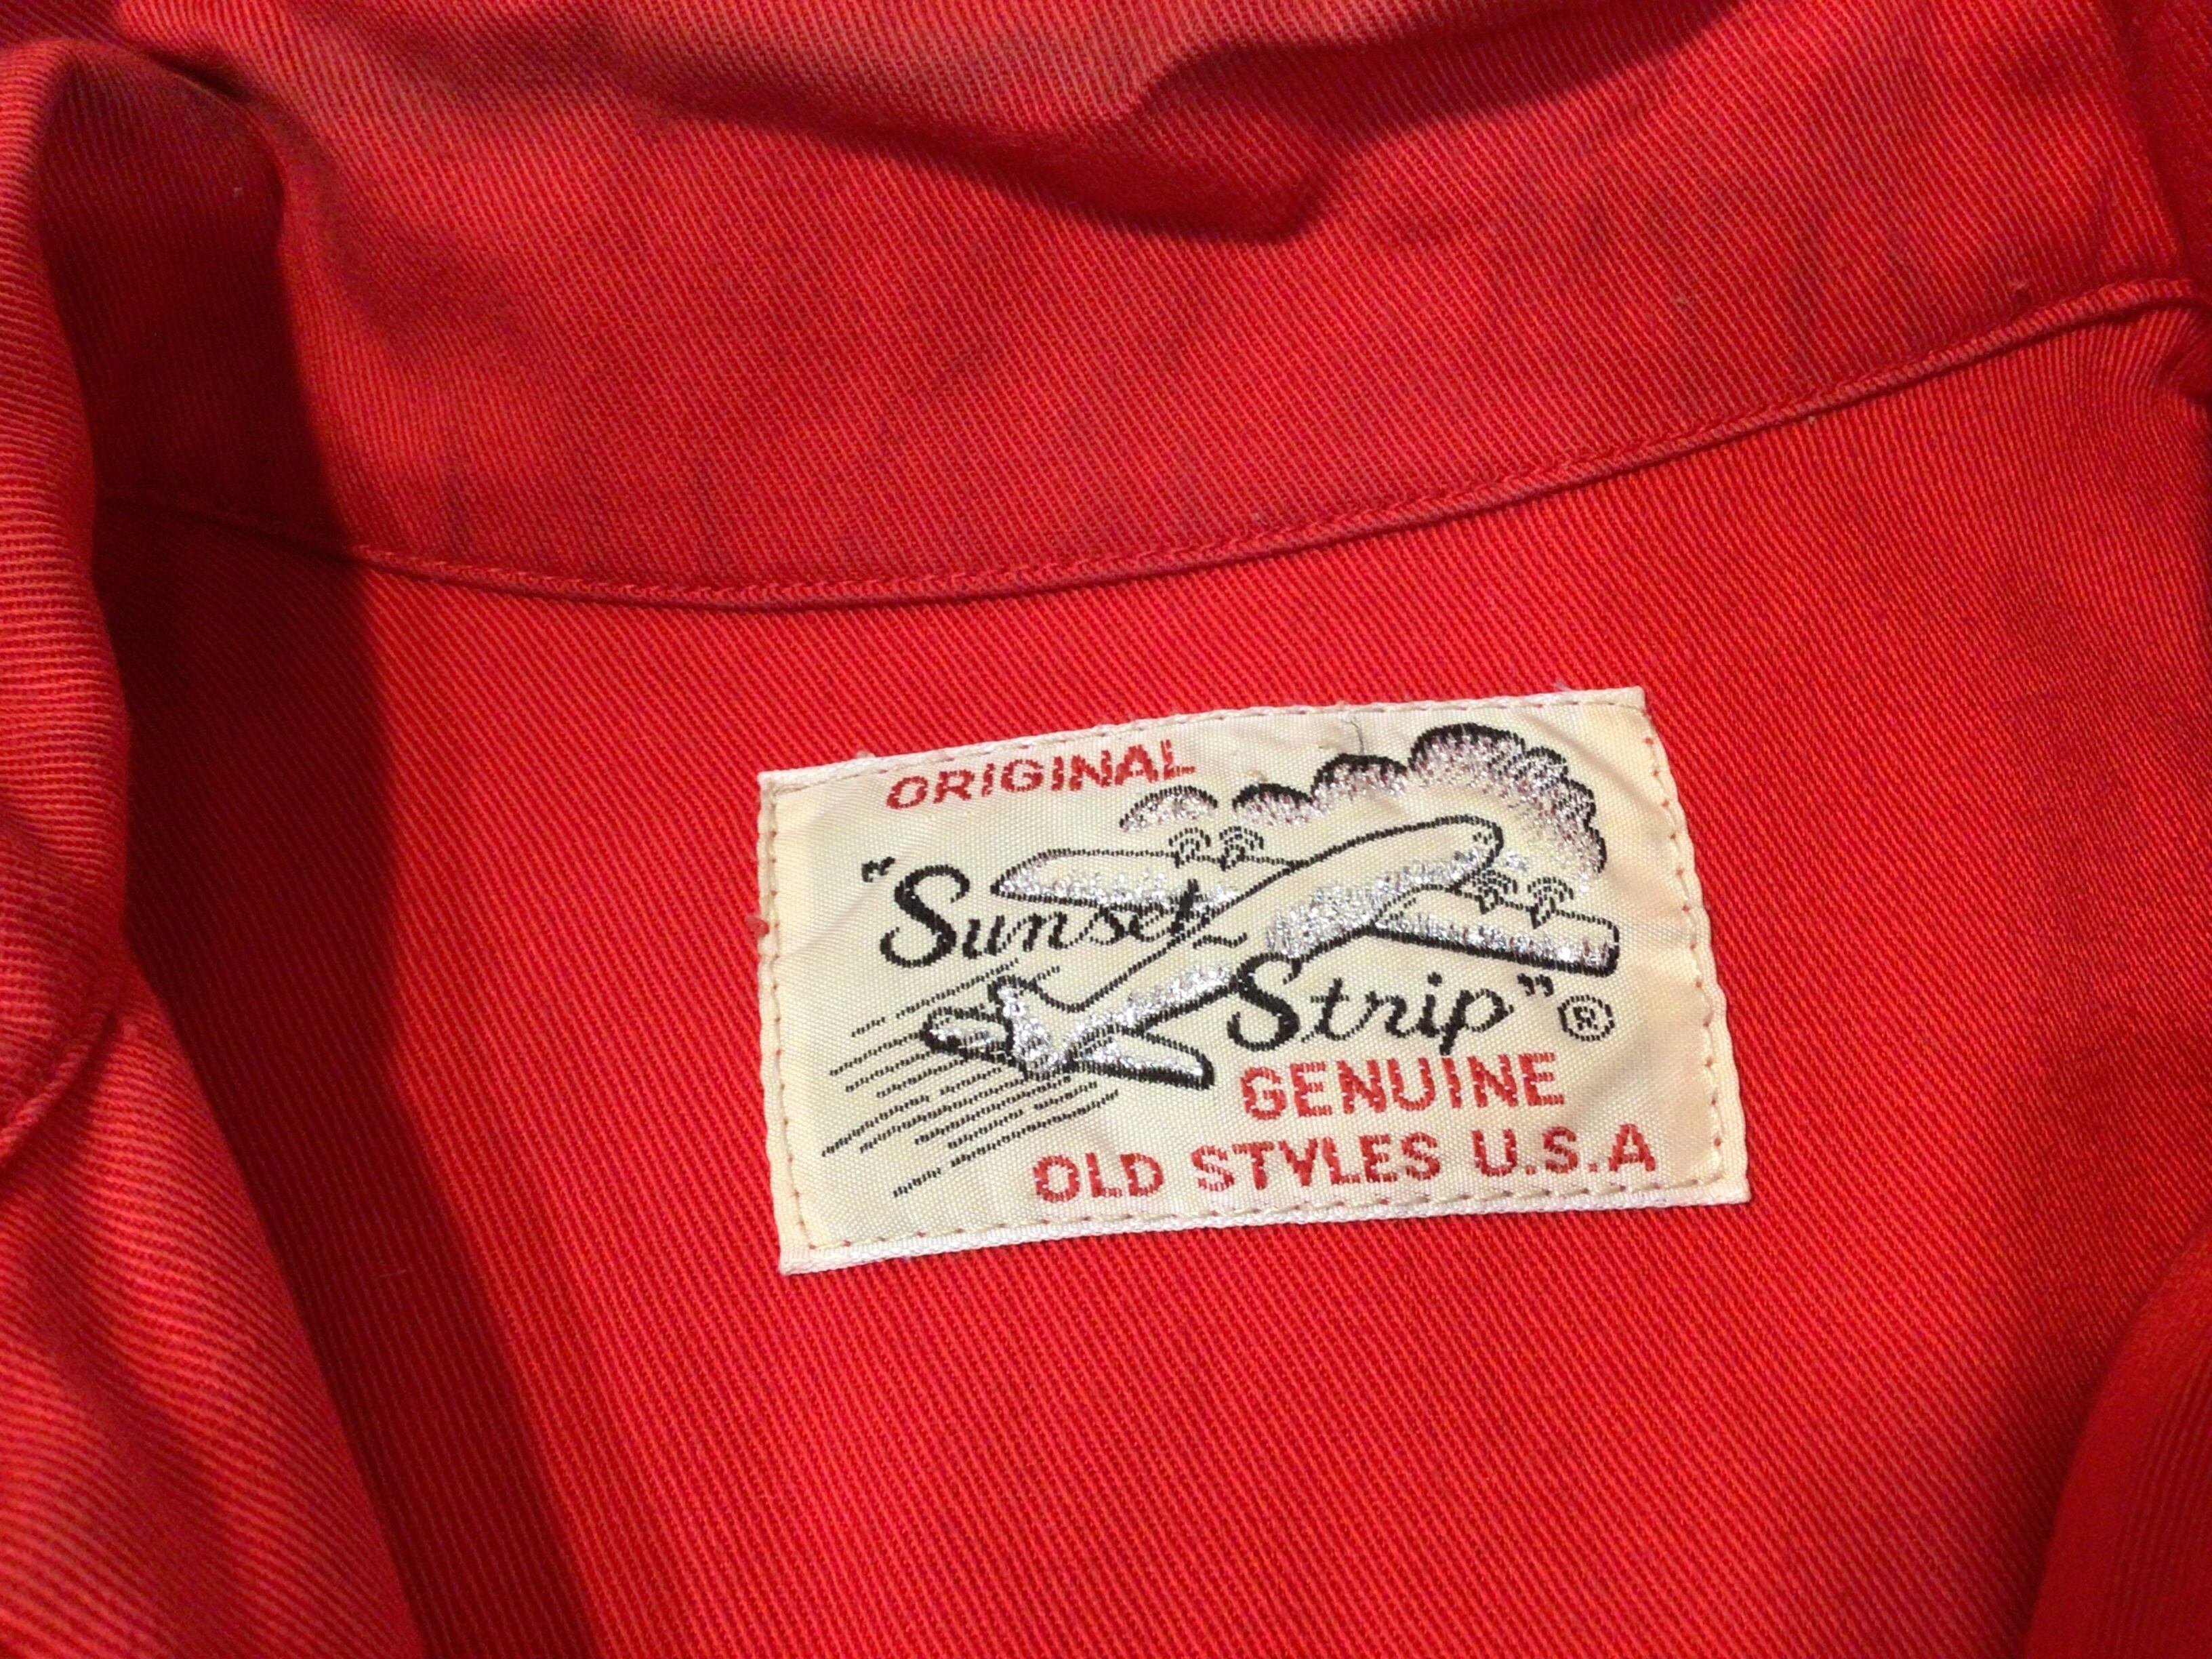 ORIGINAL
"Sunset
Strip"®
GENUINE
OLD STYLES U.S.A